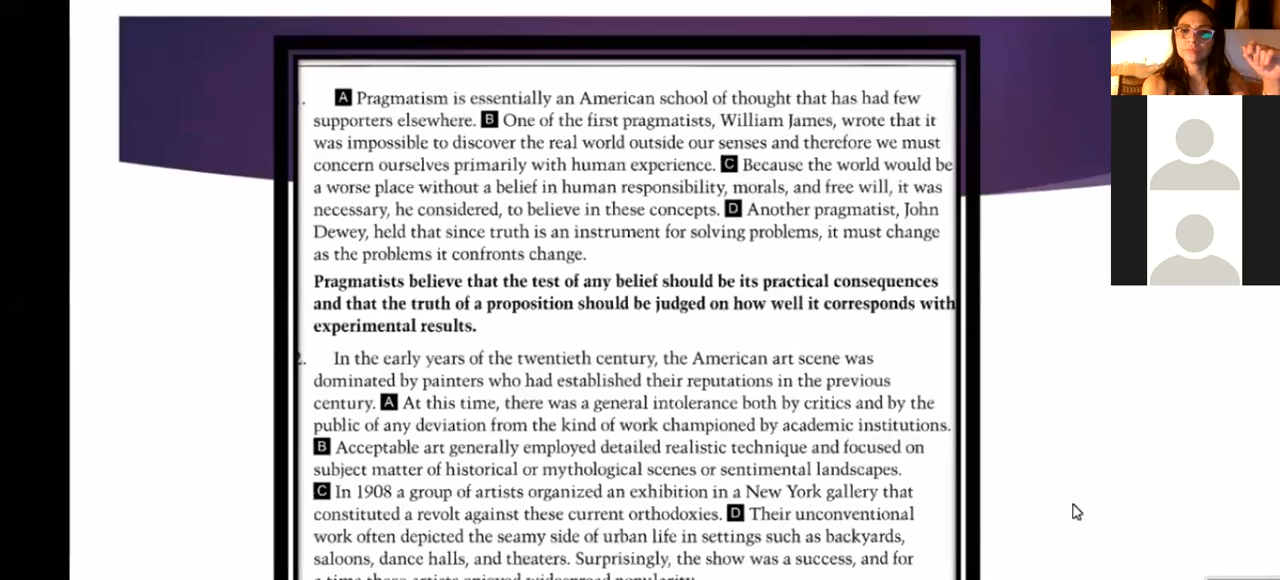 . A Pragmatism is essentially an American school of thought that has had few
supporters elsewhere. B One of the first pragmatists, William James, wrote that it
was impossible to discover the real world outside our senses and therefore we must
concern ourselves primarily with human experience. C Because the world would be
a worse place without a belief in human responsibility, morals, and free will, it was
necessary, he considered, to believe in these concepts. D Another pragmatist, John
Dewey, held that since truth is an instrument for solving problems, it must change
as the problems it confronts change.
Pragmatists believe that the test of any belief should be its practical consequences
and that the truth of a proposition should be judged on how well it corresponds with
experimental results.
2. In the early years of the twentieth century, the American art scene was
dominated by painters who had established their reputations in the previous
century. A At this time, there was a general intolerance both by critics and by the
public of any deviation from the kind of work championed by academic institutions.
B Acceptable art generally employed detailed realistic technique and focused on
subject matter of historical or mythological scenes or sentimental landscapes.
C In 1908 a group of artists organized an exhibition in a New York gallery that
constituted a revolt against these current orthodoxies. D Their unconventional
work often depicted the seamy side of urban life in settings such as backyards,
saloons, dance halls, and theaters. Surprisingly, the show was a success, and for